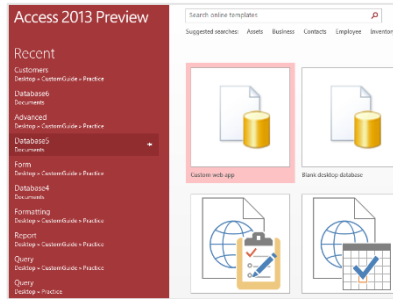 Access 2013 Preview
Search online templates
Suggested searches: Assets Business Contacts Employee Inventory
Recent
Customers
Desktop » CustomGuide » Practice
Database6
Documents
Advanced
Desktop » CustomGuide » Practice
Database5
Documents
Form
Desktop » CustomGuide » Practice
Database4
Documents
Formatting
Desktop » CustomGuide » Practice
Report
Desktop » CustomGuide » Practice
Query
Desktop » CustomGuide » Practice
Query
Desktop » Practice
Custom web app
Blank desktop database